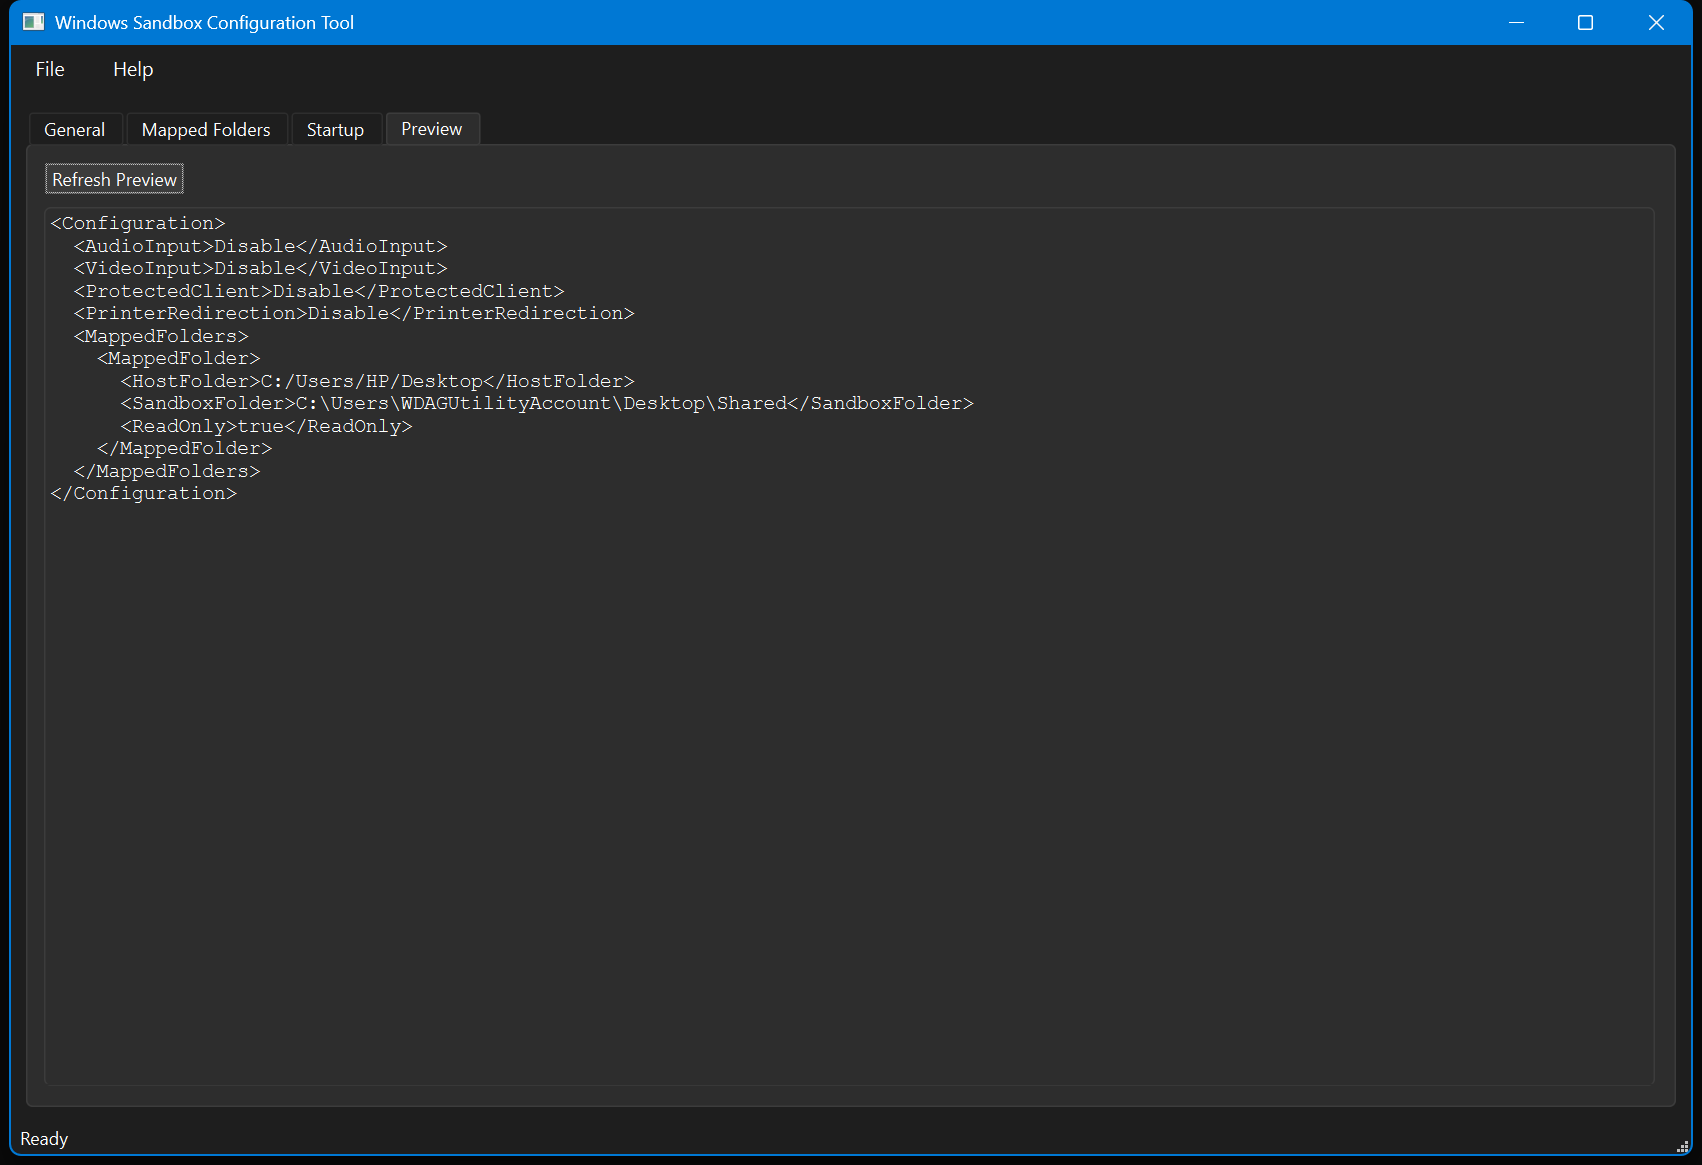 Windows Sandbox Configuration Tool
File Help
General Mapped Folders Startup Preview
Refresh Preview
<Configuration>
  <AudioInput>Disable</AudioInput>
  <VideoInput>Disable</VideoInput>
  <ProtectedClient>Disable</ProtectedClient>
  <PrinterRedirection>Disable</PrinterRedirection>
  <MappedFolders>
    <MappedFolder>
      <HostFolder>C:/Users/HP/Desktop</HostFolder>
      <SandboxFolder>C:\Users\WDAGUtilityAccount\Desktop\Shared</SandboxFolder>
      <ReadOnly>true</ReadOnly>
    </MappedFolder>
  </MappedFolders>
</Configuration>
Ready